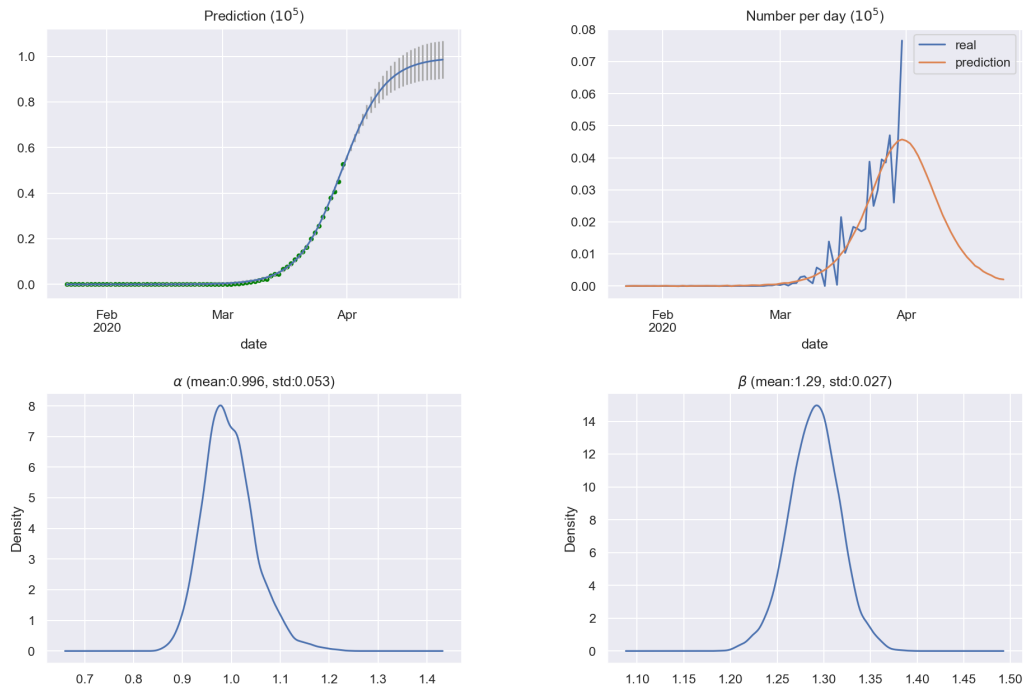 Prediction (10⁵)
1.0
0.8
0.6
0.4
0.2
0.0
Feb
2020
Mar
Apr
date
Number per day (10⁵)
real
prediction
0.08
0.07
0.06
0.05
0.04
0.03
0.02
0.01
0.00
Feb
2020
Mar
Apr
date
α (mean:0.996, std:0.053)
Density
8
7
6
5
4
3
2
1
0
0.7 0.8 0.9 1.0 1.1 1.2 1.3 1.4
β (mean:1.29, std:0.027)
Density
14
12
10
8
6
4
2
0
1.10 1.15 1.20 1.25 1.30 1.35 1.40 1.45 1.50